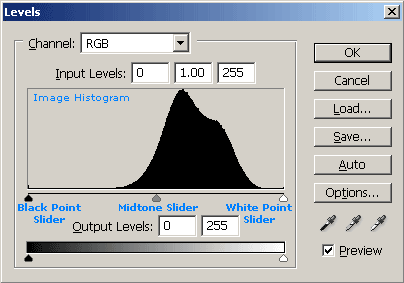 Levels
Channel: RGB
OK
Input Levels: 0 1.00 255
Cancel
Image Histogram
Load...
Save...
Auto
Options...
Black Point Slider
Midtone Slider
White Point Slider
Output Levels: 0 255
Preview